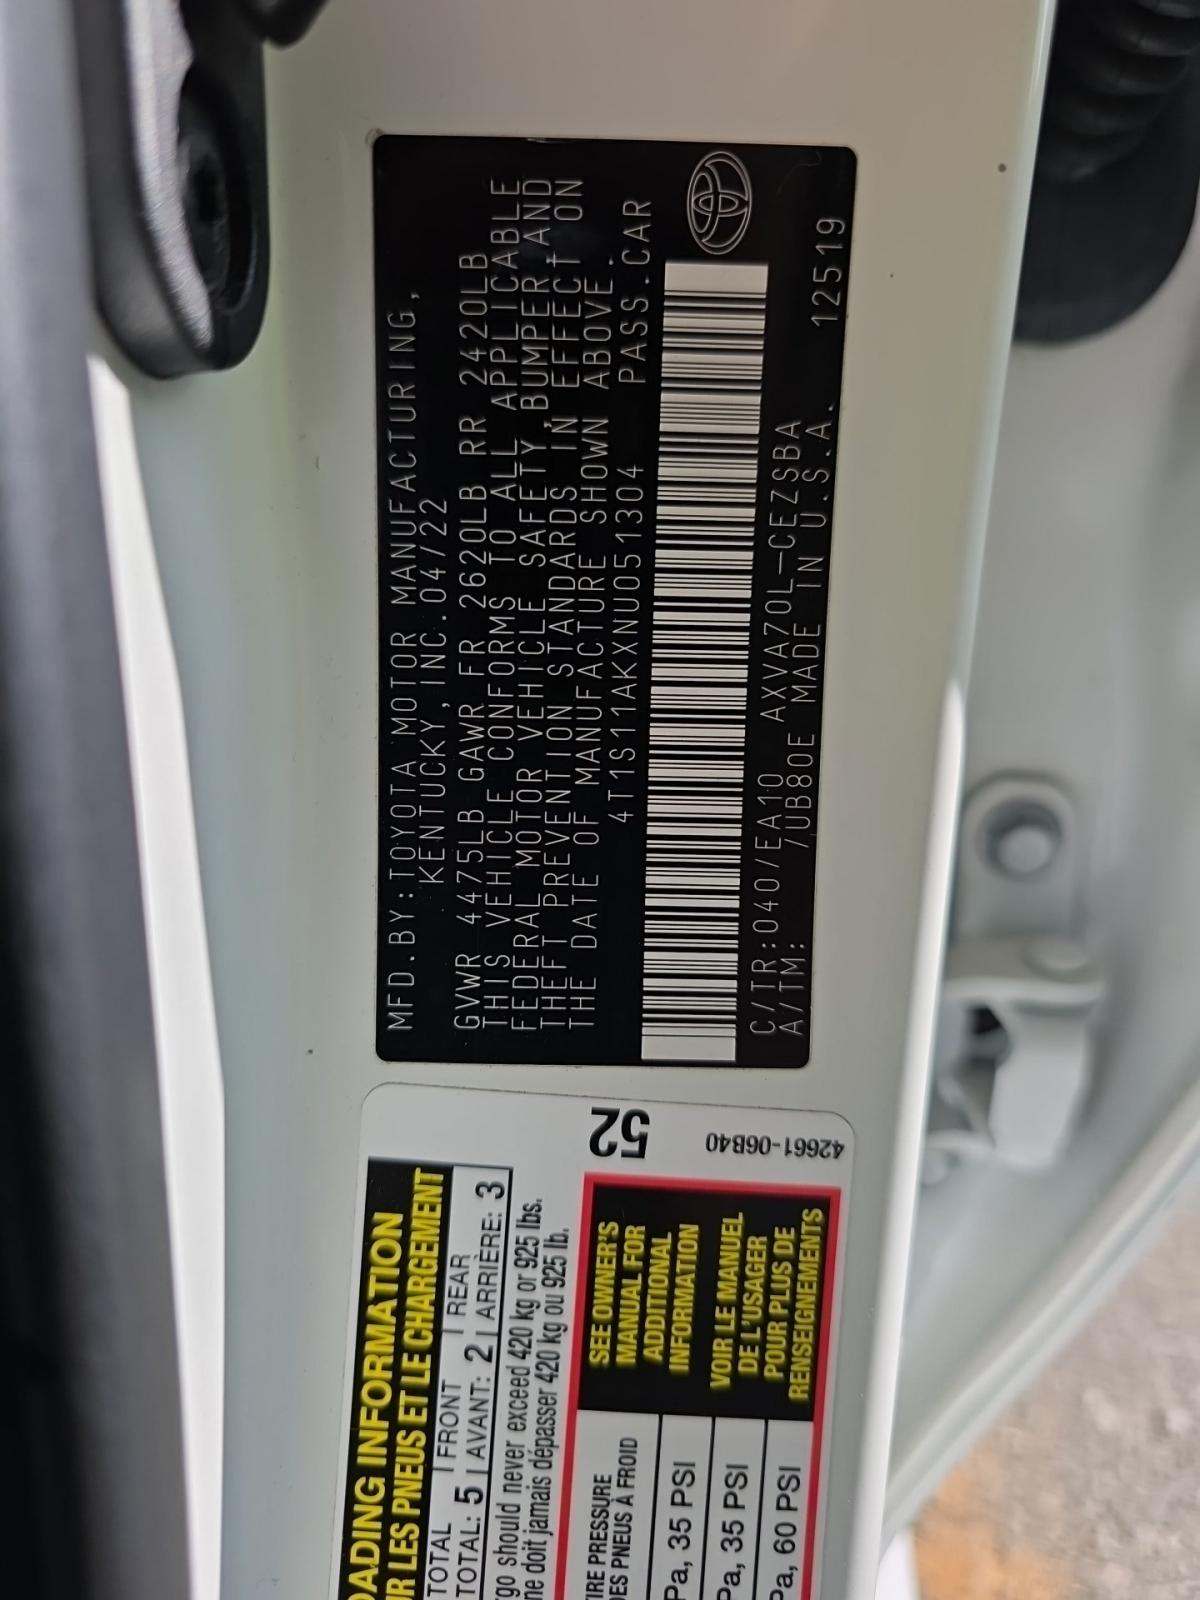 MFD.BY:TOYOTA MOTOR MANUFACTURING,
KENTUCKY, INC.04/22
GVWR 4475LB GAWR FR 2620LB RR 2420LB
THIS VEHICLE CONFORMS TO ALL APPLICABLE
FEDERAL MOTOR VEHICLE SAFETY,BUMPER,AND
THEFT PREVENTION STANDARDS IN EFFECT ON
THE DATE OF MANUFACTURE SHOWN ABOVE.
4T1S11AKXNU051304 PASS.CAR
C/TR:040/EA10 AXVA70L-CEZSBA
A/TM: /UB80E MADE IN U.S.A. 12519
52
42661-06B40
OADING INFORMATION
UR LES PNEUS ET LE CHARGEMENT
TOTAL FRONT REAR
TOTAL: 5 AVANT: 2 ARRIÈRE: 3
go should never exceed 420 kg or 925 lbs.
ne doit jamais dépasser 420 kg ou 925 lb.
TIRE PRESSURE
DES PNEUS À FROID
Pa, 35 PSI
Pa, 35 PSI
Pa, 60 PSI
SEE OWNER'S
MANUAL FOR
ADDITIONAL
INFORMATION
VOIR LE MANUEL
DE L'USAGER
POUR PLUS DE
RENSEIGNEMENTS